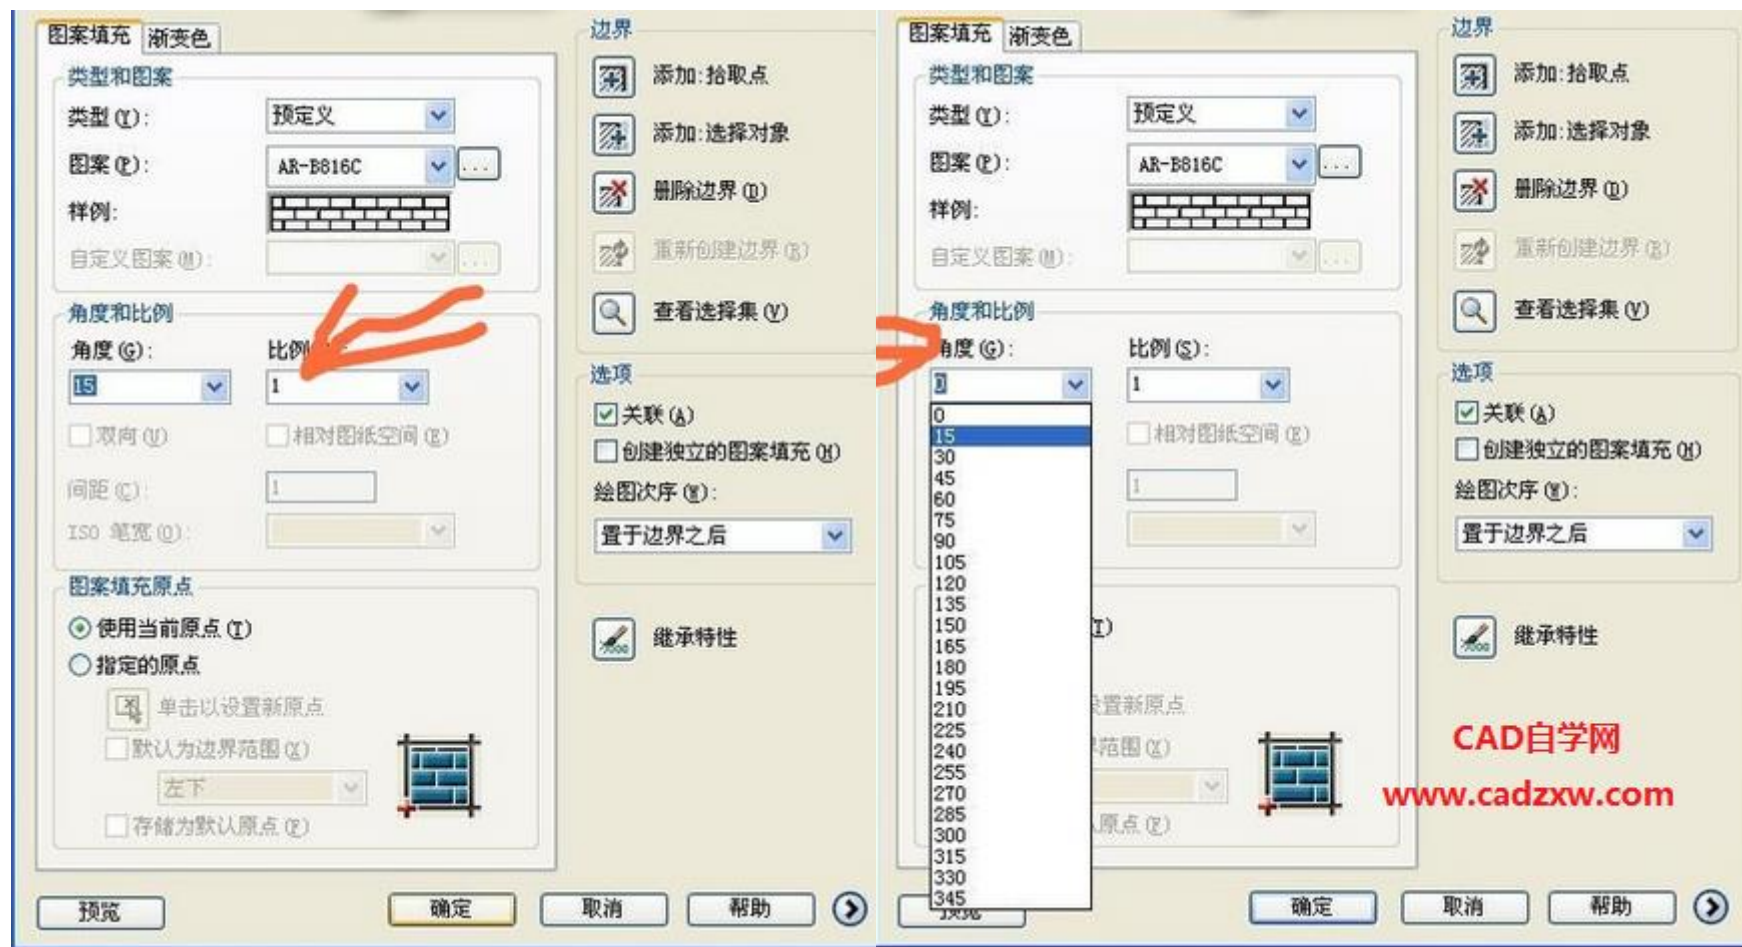 图案填充 渐变色
类型和图案
类型(Y):
预定义
图案(P):
AR-B816C
...
样例:
自定义图案(M):
...
角度和比例
角度(G):
比例
15
1
双向(U)
相对图纸空间(E)
间距(C):
1
ISO 笔宽(O):
图案填充原点
使用当前原点(T)
指定的原点
单击以设置新原点
默认为边界范围(X)
左下
存储为默认原点(F)
边界
添加:拾取点
添加:选择对象
删除边界(D)
重新创建边界(R)
查看选择集(V)
选项
关联(A)
创建独立的图案填充(H)
绘图次序(W):
置于边界之后
继承特性
预览
确定
取消
帮助
图案填充 渐变色
类型和图案
类型(Y):
预定义
图案(P):
AR-B816C
...
样例:
自定义图案(M):
...
角度和比例
角度(G):
比例(S):
0
1
0
15
30
45
60
75
90
105
120
135
150
165
180
195
210
225
240
255
270
285
300
315
330
345
相对图纸空间(E)
1
T)
设置新原点
界范围(X)
原点(F)
边界
添加:拾取点
添加:选择对象
删除边界(D)
重新创建边界(R)
查看选择集(V)
选项
关联(A)
创建独立的图案填充(H)
绘图次序(W):
置于边界之后
继承特性
CAD自学网
www.cadzxw.com
预览
确定
取消
帮助